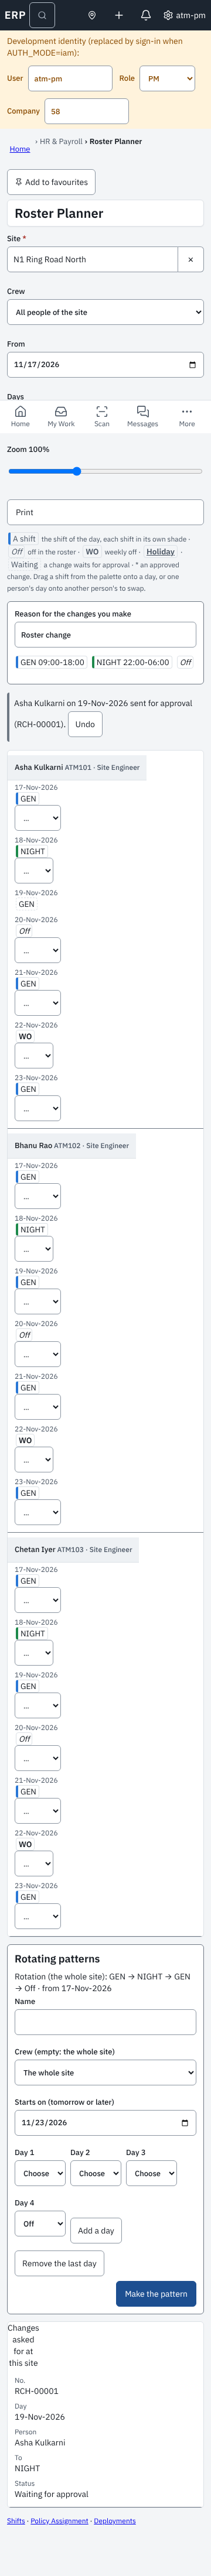 ERP
atm-pm
Development identity (replaced by sign-in when
AUTH_MODE=iam):
User
atm-pm
Role
PM
Company
58
Home
› HR & Payroll › Roster Planner
Add to favourites
Roster Planner
Site *
N1 Ring Road North
×
Crew
All people of the site
From
11/17/2026
Days
Home
My Work
Scan
Messages
More
Zoom 100%
Print
A shift the shift of the day, each shift in its own shade ·
Off off in the roster · WO weekly off · Holiday ·
Waiting a change waits for approval · * an approved
change. Drag a shift from the palette onto a day, or one
person's day onto another person's to swap.
Reason for the changes you make
Roster change
GEN 09:00-18:00
NIGHT 22:00-06:00
Off
Asha Kulkarni on 19-Nov-2026 sent for approval
(RCH-00001).
Undo
Asha Kulkarni ATM101 · Site Engineer
17-Nov-2026
GEN
...
18-Nov-2026
NIGHT
...
19-Nov-2026
GEN
20-Nov-2026
Off
...
21-Nov-2026
GEN
...
22-Nov-2026
WO
...
23-Nov-2026
GEN
...
Bhanu Rao ATM102 · Site Engineer
17-Nov-2026
GEN
...
18-Nov-2026
NIGHT
...
19-Nov-2026
GEN
...
20-Nov-2026
Off
...
21-Nov-2026
GEN
...
22-Nov-2026
WO
...
23-Nov-2026
GEN
...
Chetan Iyer ATM103 · Site Engineer
17-Nov-2026
GEN
...
18-Nov-2026
NIGHT
...
19-Nov-2026
GEN
...
20-Nov-2026
Off
...
21-Nov-2026
GEN
...
22-Nov-2026
WO
...
23-Nov-2026
GEN
...
Rotating patterns
Rotation (the whole site): GEN → NIGHT → GEN
→ Off · from 17-Nov-2026
Name
Crew (empty: the whole site)
The whole site
Starts on (tomorrow or later)
11/23/2026
Day 1
Day 2
Day 3
Choose
Choose
Choose
Day 4
Off
Add a day
Remove the last day
Make the pattern
Changes
asked
for at
this site
No.
RCH-00001
Day
19-Nov-2026
Person
Asha Kulkarni
To
NIGHT
Status
Waiting for approval
Shifts · Policy Assignment · Deployments